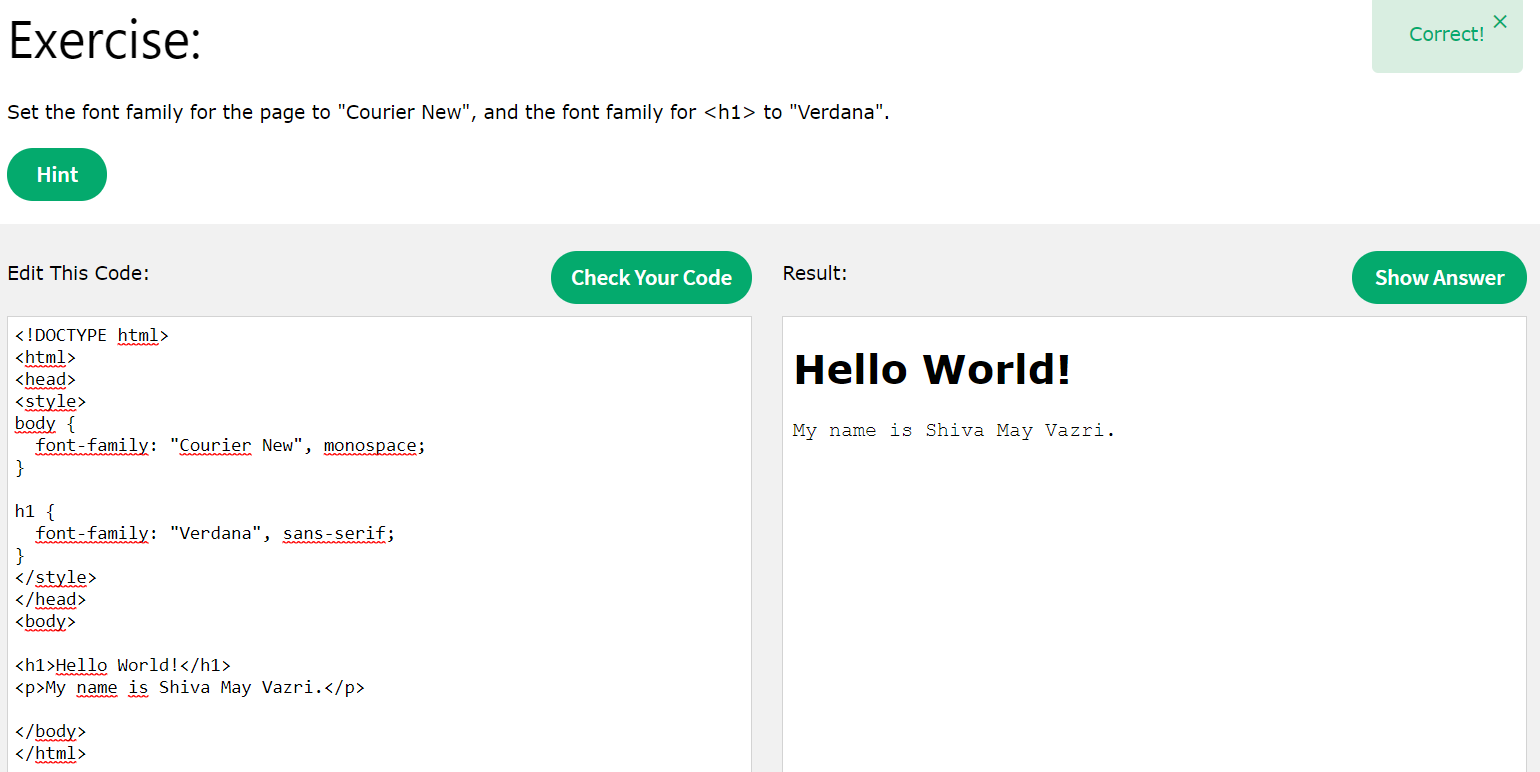 Exercise:
Correct! ×
Set the font family for the page to "Courier New", and the font family for <h1> to "Verdana".
Hint
Edit This Code:
Check Your Code
Result:
Show Answer
<!DOCTYPE html>
<html>
<head>
<style>
body {
  font-family: "Courier New", monospace;
}

h1 {
  font-family: "Verdana", sans-serif;
}
</style>
</head>
<body>

<h1>Hello World!</h1>
<p>My name is Shiva May Vazri.</p>

</body>
</html>
Hello World!
My name is Shiva May Vazri.